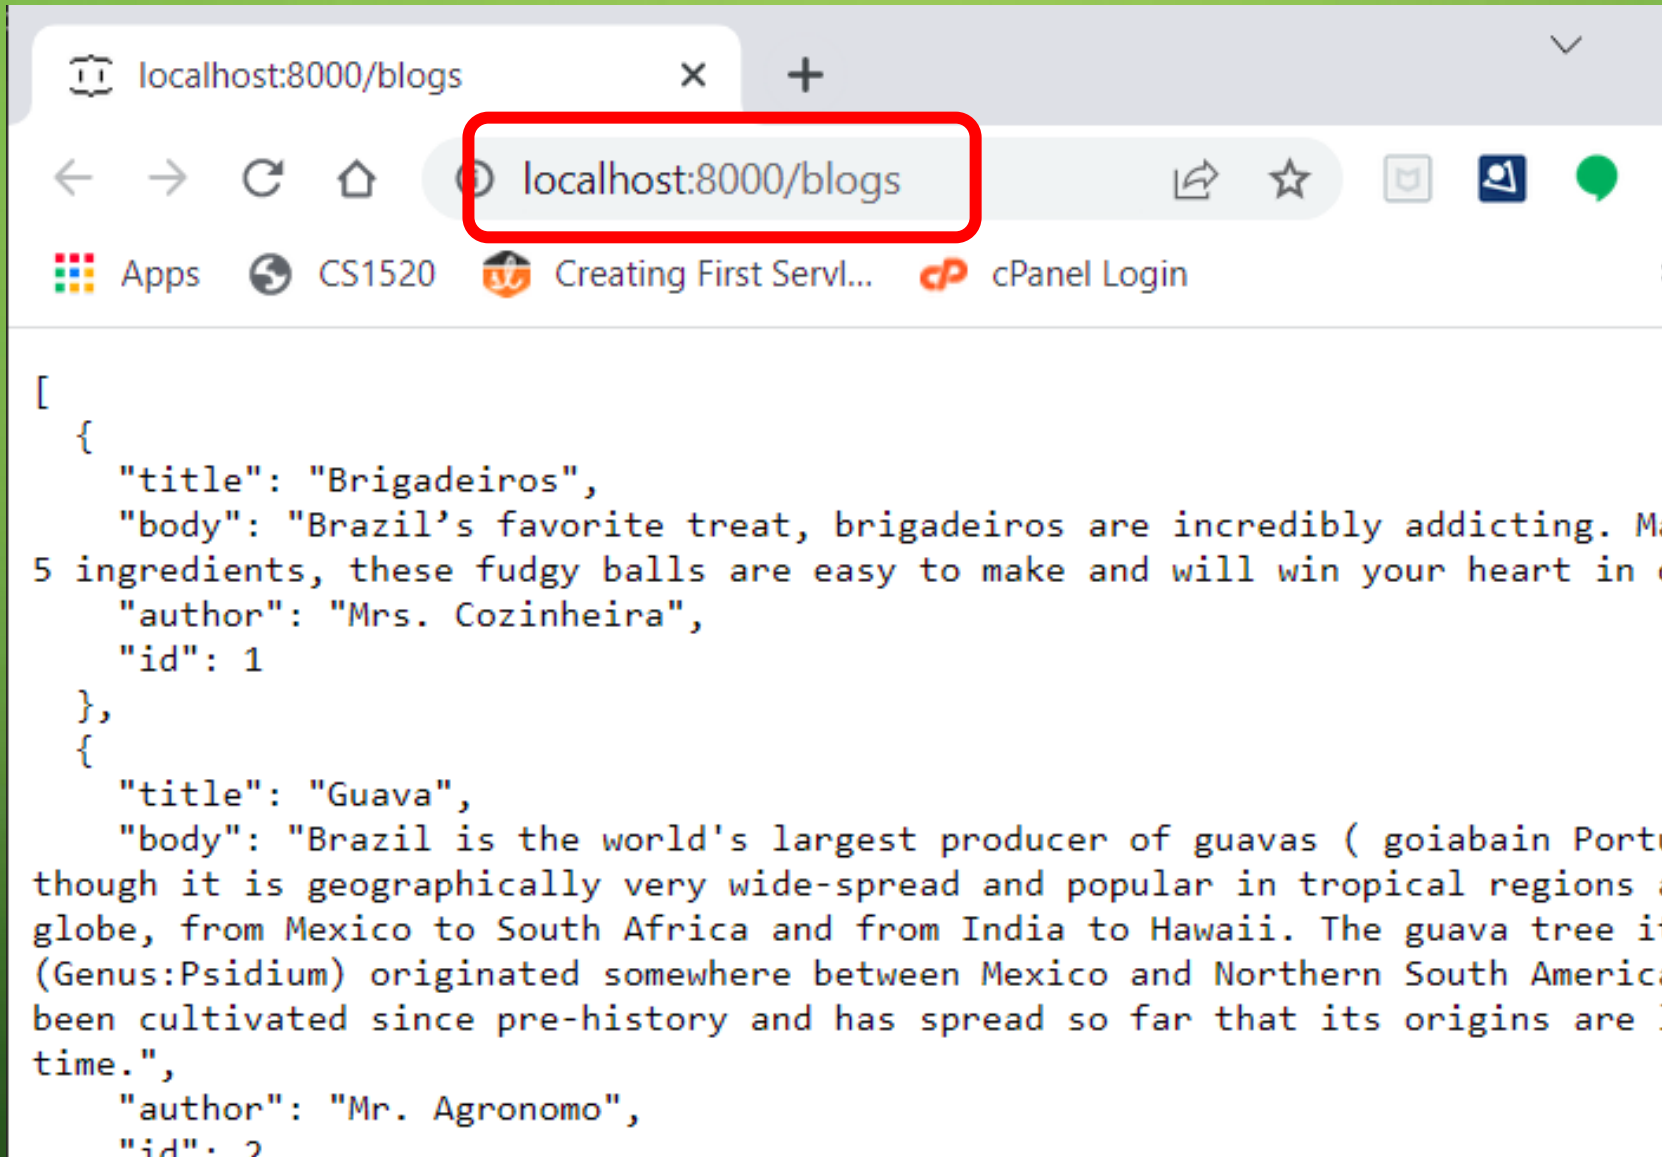 localhost:8000/blogs
localhost:8000/blogs
Apps CS1520 Creating First Servl... cPanel Login
[
{
"title": "Brigadeiros",
"body": "Brazil’s favorite treat, brigadeiros are incredibly addicting.
5 ingredients, these fudgy balls are easy to make and will win your heart in
"author": "Mrs. Cozinheira",
"id": 1
},
{
"title": "Guava",
"body": "Brazil is the world's largest producer of guavas ( goiabain
though it is geographically very wide-spread and popular in tropical regions
globe, from Mexico to South Africa and from India to Hawaii. The guava tree
(Genus:Psidium) originated somewhere between Mexico and Northern South
been cultivated since pre-history and has spread so far that its origins are
time.",
"author": "Mr. Agronomo",
"id": 2